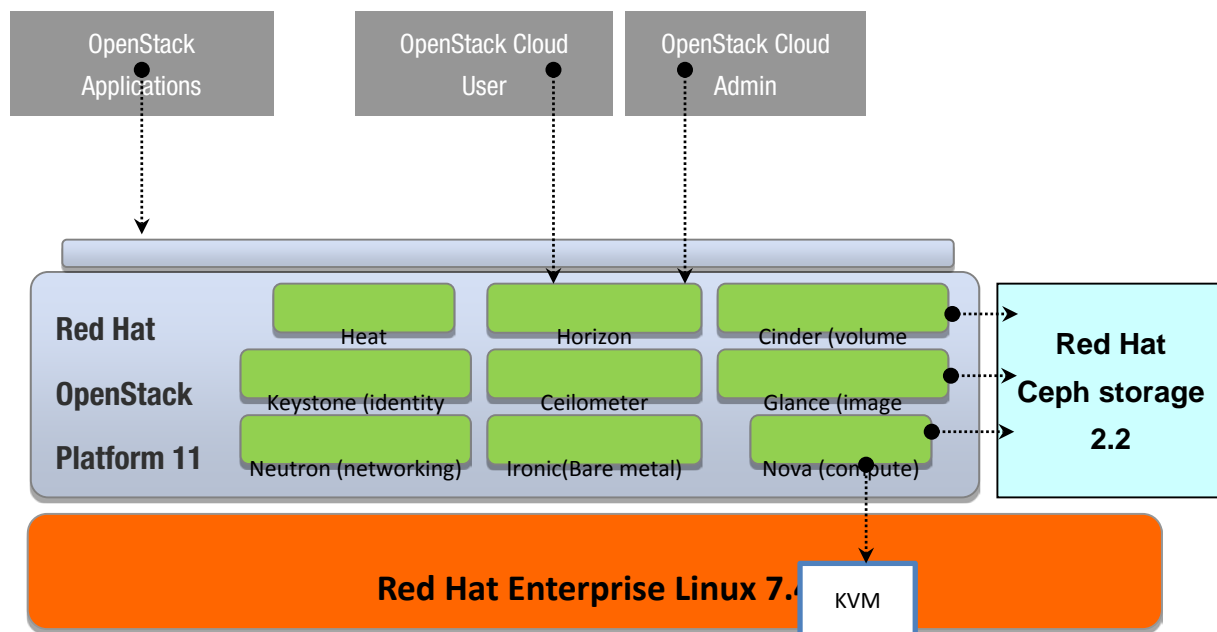 OpenStack
Applications
OpenStack Cloud
User
OpenStack Cloud
Admin
Red Hat
OpenStack
Platform 11
Heat
Horizon
Cinder (volume
Keystone (identity
Ceilometer
Glance (image
Neutron (networking)
Ironic(Bare metal)
Nova (compute)
Red Hat
Ceph storage
2.2
Red Hat Enterprise Linux 7.4
KVM